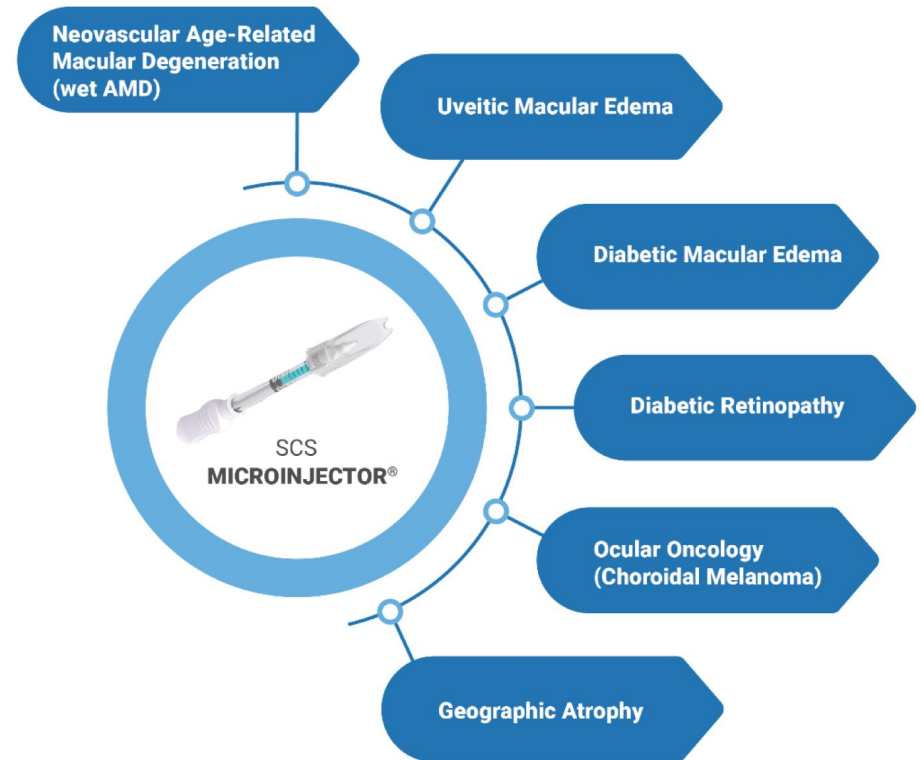 Neovascular Age-Related
Macular Degeneration
(wet AMD)
Uveitic Macular Edema
Diabetic Macular Edema
Diabetic Retinopathy
SCS
MICROINJECTOR®
Ocular Oncology
(Choroidal Melanoma)
Geographic Atrophy